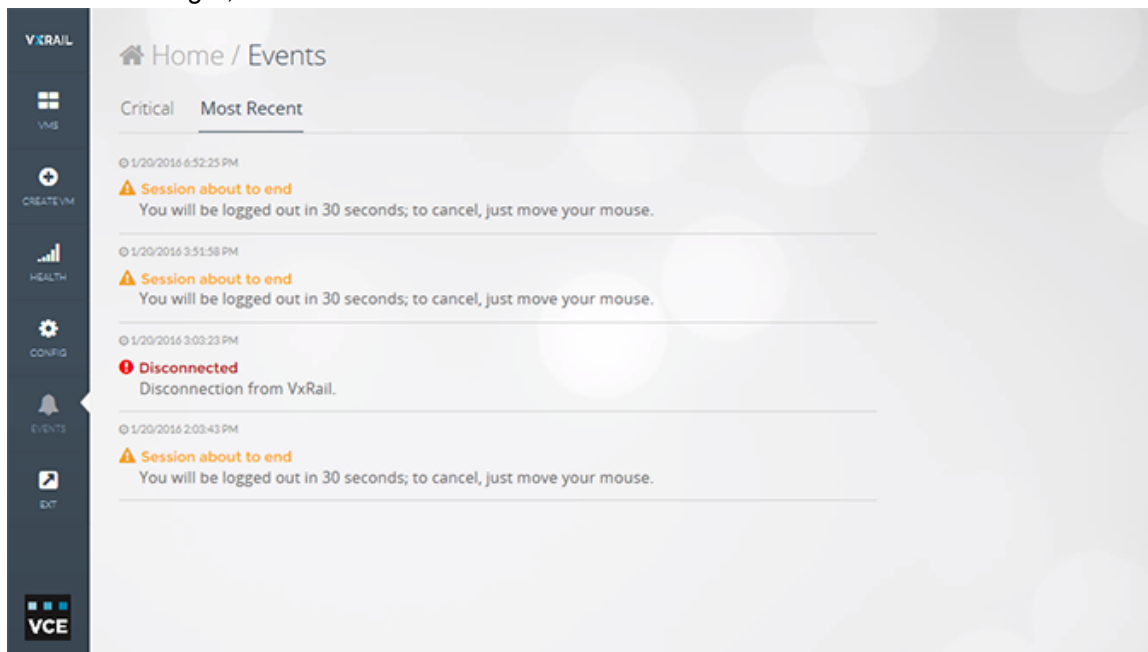 VXRAIL
VMS
CREATE VM
HEALTH
CONFIG
EVENTS
EXT
VCE
Home / Events
Critical Most Recent
1/20/2016 6:52:25 PM
Session about to end
You will be logged out in 30 seconds; to cancel, just move your mouse.
1/20/2016 3:51:58 PM
Session about to end
You will be logged out in 30 seconds; to cancel, just move your mouse.
1/20/2016 3:03:23 PM
Disconnected
Disconnection from VxRail.
1/20/2016 2:03:43 PM
Session about to end
You will be logged out in 30 seconds; to cancel, just move your mouse.